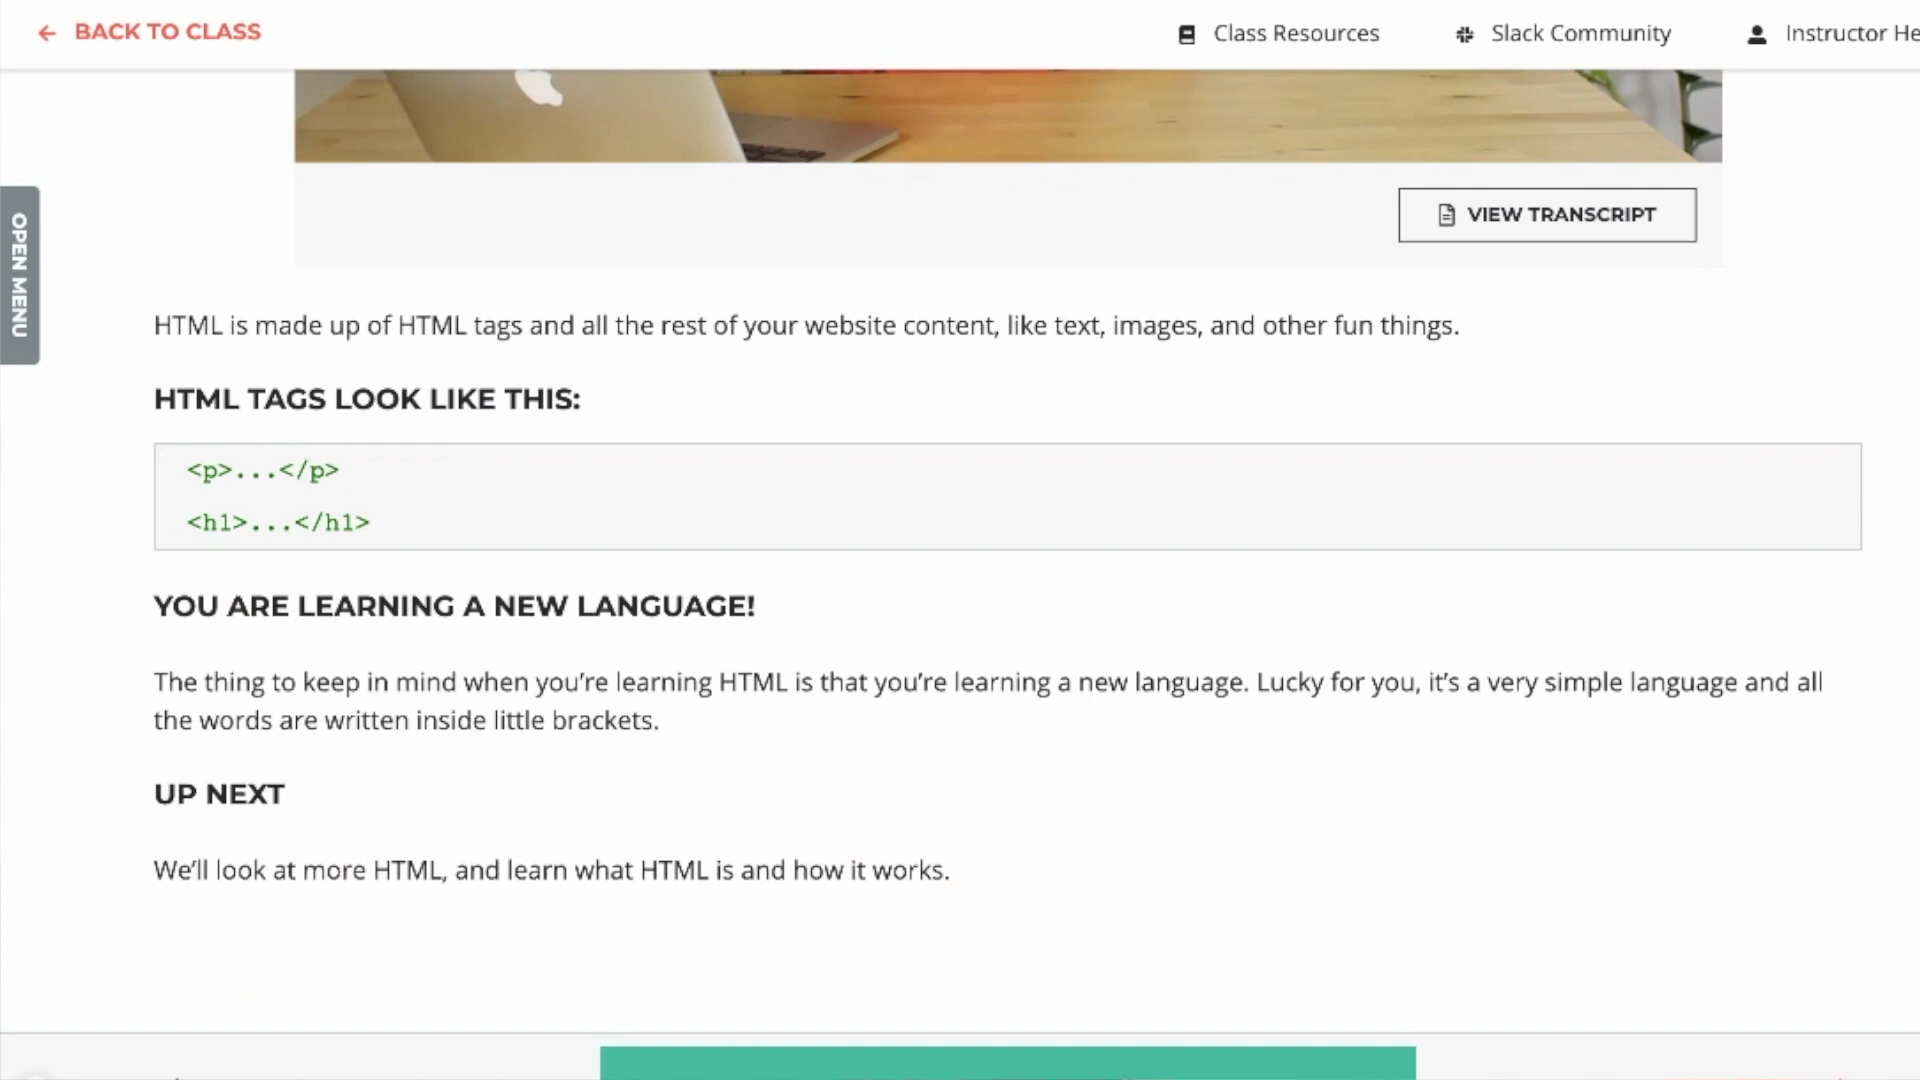 BACK TO CLASS
Class Resources
Slack Community
Instructor He
OPEN MENU
VIEW TRANSCRIPT
HTML is made up of HTML tags and all the rest of your website content, like text, images, and other fun things.
HTML TAGS LOOK LIKE THIS:
<p>...</p>
<h1>...</h1>
YOU ARE LEARNING A NEW LANGUAGE!
The thing to keep in mind when you’re learning HTML is that you’re learning a new language. Lucky for you, it’s a very simple language and all
the words are written inside little brackets.
UP NEXT
We’ll look at more HTML, and learn what HTML is and how it works.